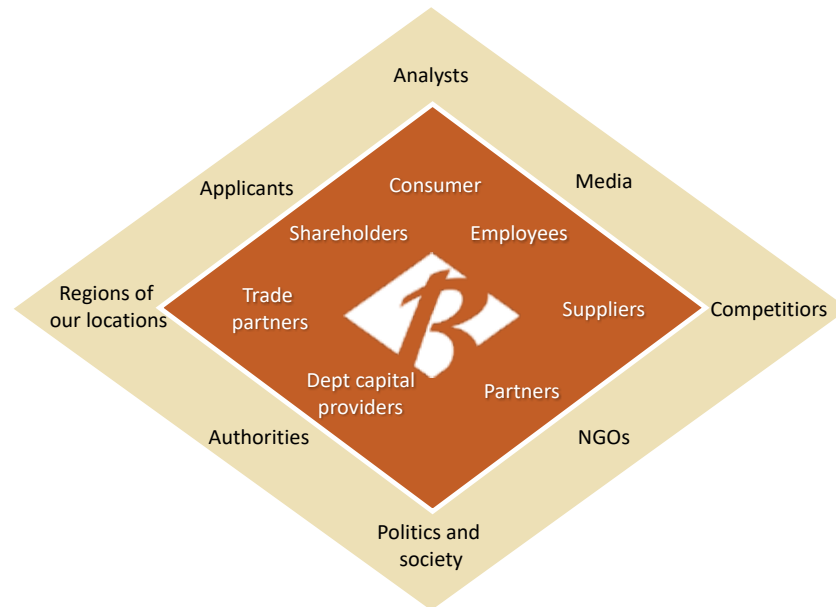 Analysts
Applicants
Consumer
Media
Shareholders
Employees
Regions of
our locations
Trade
partners
B
Suppliers
Competitiors
Dept capital
providers
Partners
Authorities
NGOs
Politics and
society